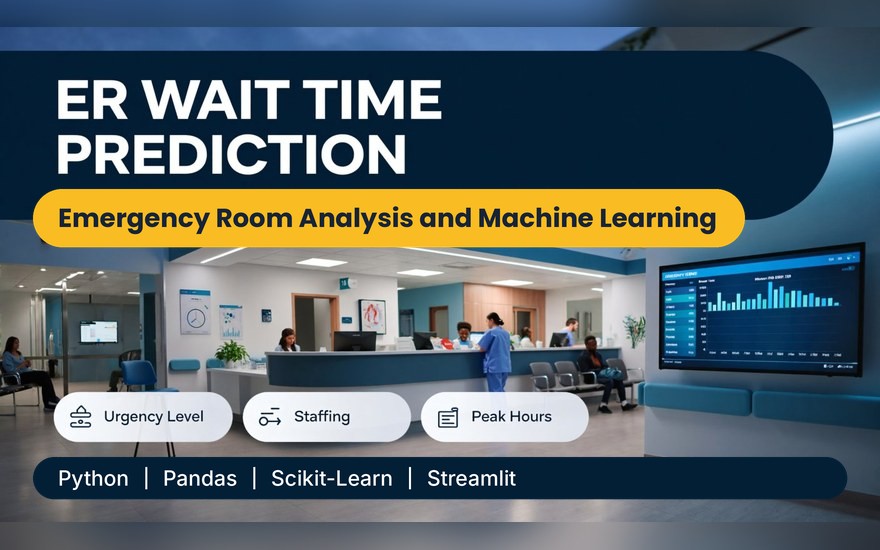 ER WAIT TIME
PREDICTION
Emergency Room Analysis and Machine Learning
Urgency Level
Staffing
Peak Hours
Python | Pandas | Scikit-Learn | Streamlit